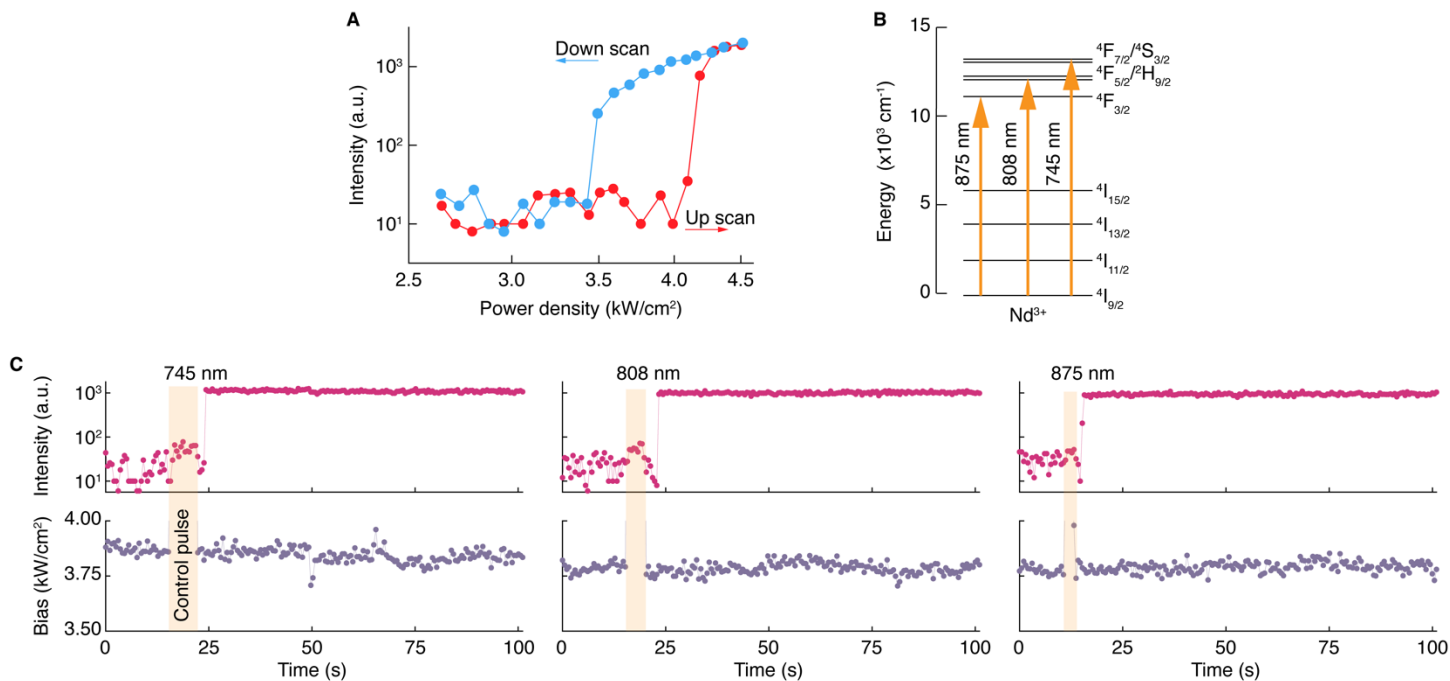 A
Intensity (a.u.)
10³
10²
10¹
Down scan
Up scan
2.5 3.0 3.5 4.0 4.5
Power density (kW/cm²)
B
Energy (x10³ cm⁻¹)
15
10
5
0
875 nm
808 nm
745 nm
⁴F₇/₂/⁴S₃/₂
⁴F₅/₂/²H₉/₂
⁴F₃/₂
⁴I₁₅/₂
⁴I₁₃/₂
⁴I₁₁/₂
⁴I₉/₂
Nd³⁺
C
745 nm
808 nm
875 nm
Intensity (a.u.)
10³
10²
10¹
Bias (kW/cm²)
4.00
3.75
3.50
Control pulse
0 25 50 75 100
Time (s)
0 25 50 75 100
Time (s)
0 25 50 75 100
Time (s)